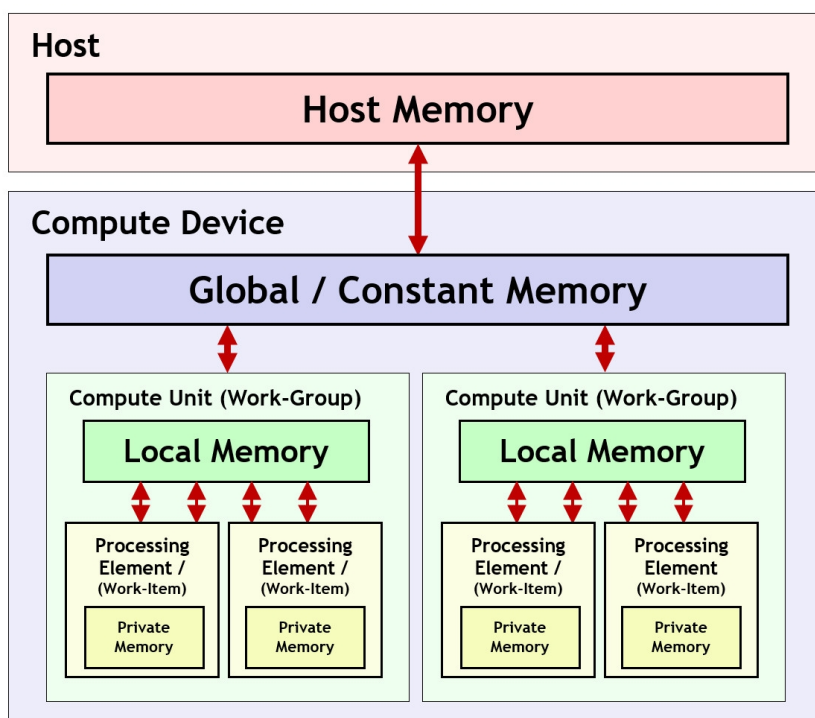 Host
Host Memory
Compute Device
Global / Constant Memory
Compute Unit (Work-Group)
Local Memory
Processing
Element /
(Work-Item)
Private
Memory
Processing
Element /
(Work-Item)
Private
Memory
Compute Unit (Work-Group)
Local Memory
Processing
Element /
(Work-Item)
Private
Memory
Processing
Element
(Work-Item)
Private
Memory